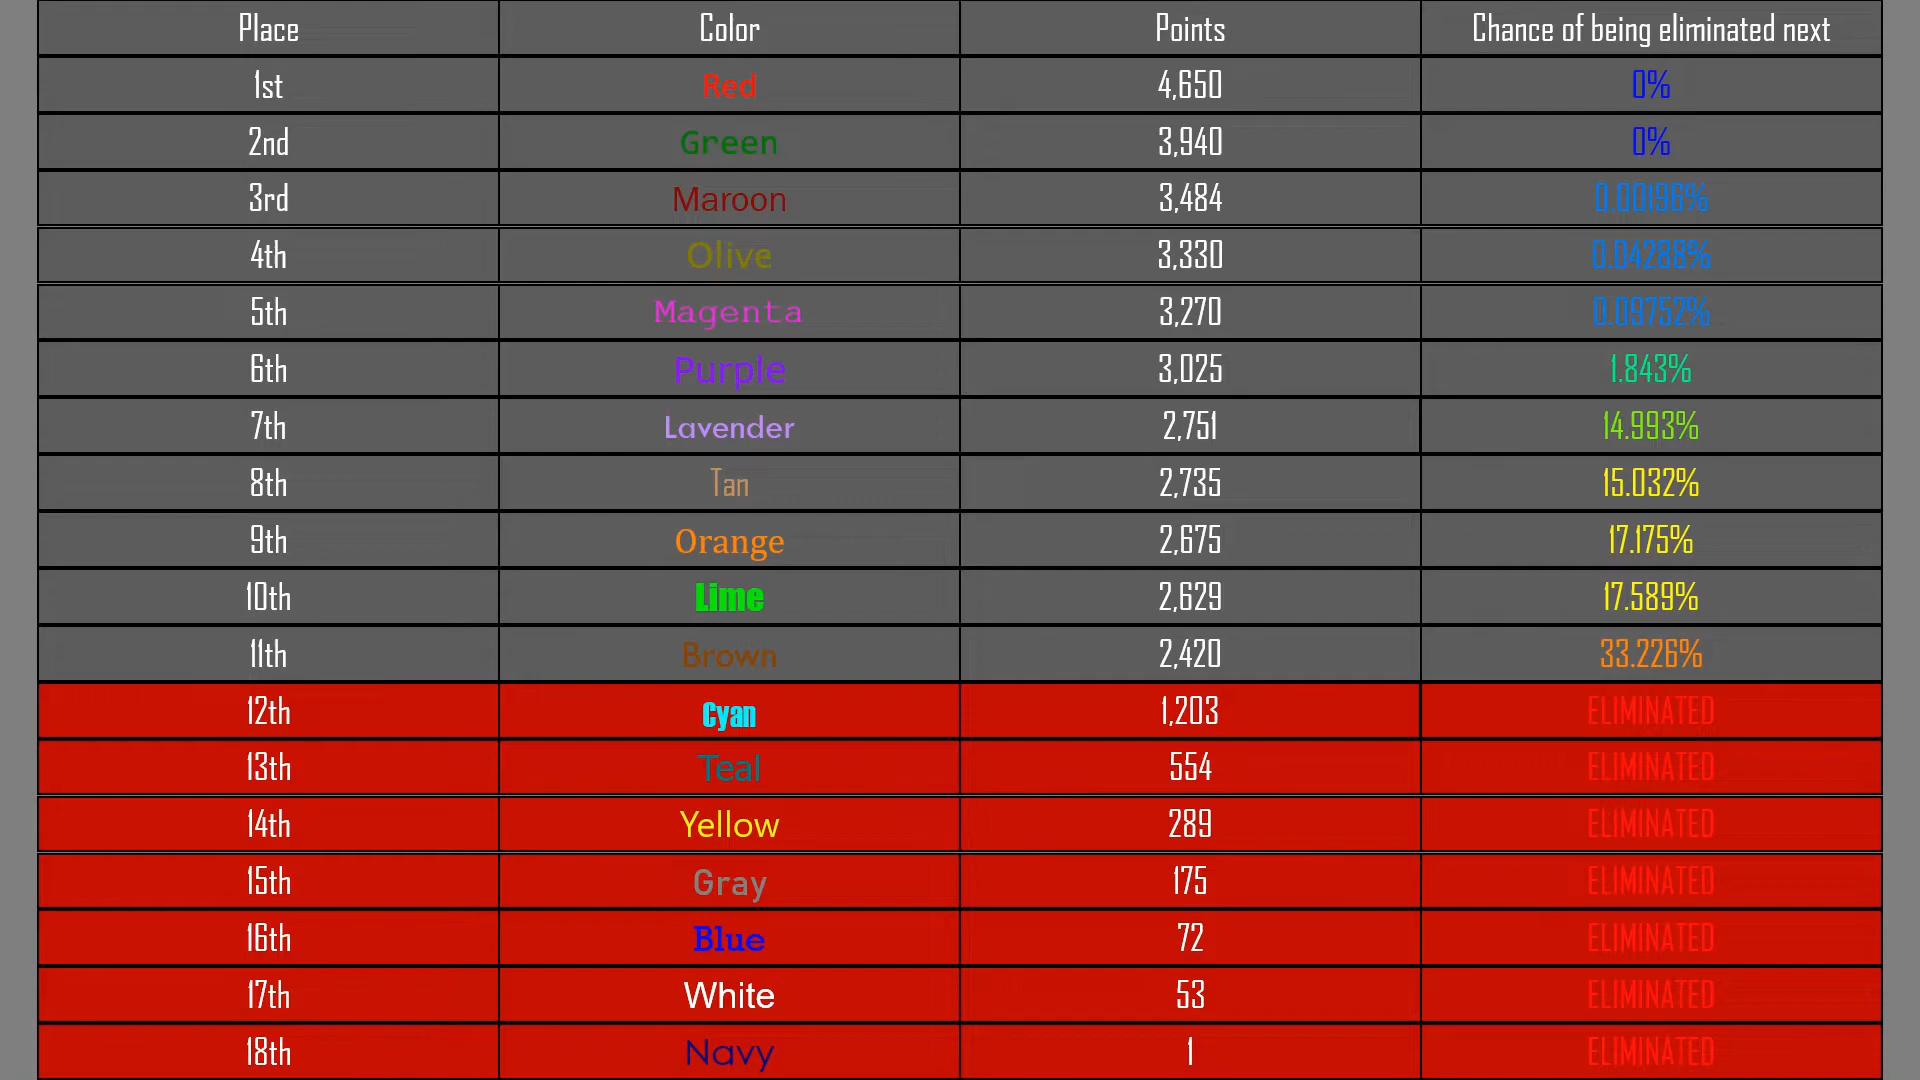 Place Color Points Chance of being eliminated next
1st Red 4,650 0%
2nd Green 3,940 0%
3rd Maroon 3,484 0.00196%
4th Olive 3,330 0.04288%
5th Magenta 3,270 0.09752%
6th Purple 3,025 1.843%
7th Lavender 2,751 14.993%
8th Tan 2,735 15.032%
9th Orange 2,675 17.175%
10th Lime 2,629 17.589%
11th Brown 2,420 33.226%
12th Cyan 1,203 ELIMINATED
13th Teal 554 ELIMINATED
14th Yellow 289 ELIMINATED
15th Gray 175 ELIMINATED
16th Blue 72 ELIMINATED
17th White 53 ELIMINATED
18th Navy 1 ELIMINATED